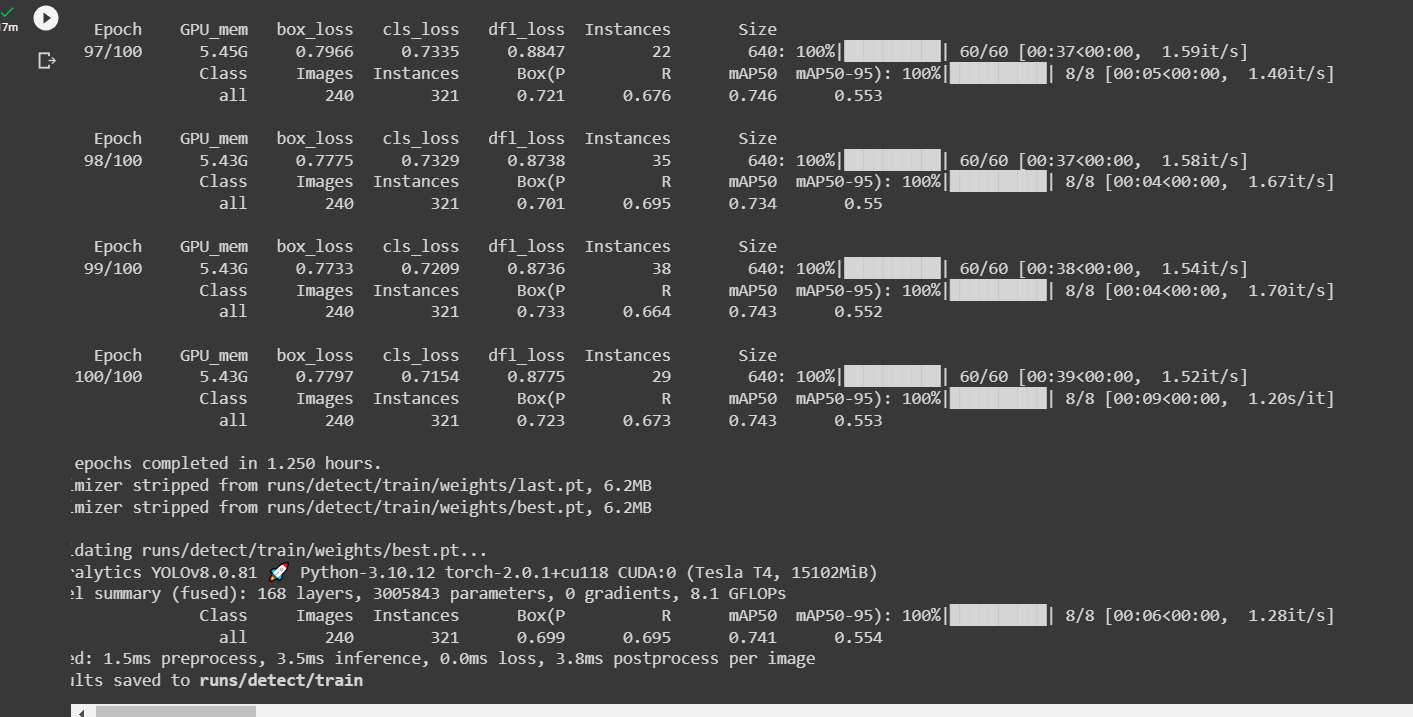 7m
Epoch GPU_mem box_loss cls_loss dfl_loss Instances Size
97/100 5.45G 0.7966 0.7335 0.8847 22 640: 100%|██████████| 60/60 [00:37<00:00, 1.59it/s]
Class Images Instances Box(P R mAP50 mAP50-95): 100%|██████████| 8/8 [00:05<00:00, 1.40it/s]
all 240 321 0.721 0.676 0.746 0.553
Epoch GPU_mem box_loss cls_loss dfl_loss Instances Size
98/100 5.43G 0.7775 0.7329 0.8738 35 640: 100%|██████████| 60/60 [00:37<00:00, 1.58it/s]
Class Images Instances Box(P R mAP50 mAP50-95): 100%|██████████| 8/8 [00:04<00:00, 1.67it/s]
all 240 321 0.701 0.695 0.734 0.55
Epoch GPU_mem box_loss cls_loss dfl_loss Instances Size
99/100 5.43G 0.7733 0.7209 0.8736 38 640: 100%|██████████| 60/60 [00:38<00:00, 1.54it/s]
Class Images Instances Box(P R mAP50 mAP50-95): 100%|██████████| 8/8 [00:04<00:00, 1.70it/s]
all 240 321 0.733 0.664 0.743 0.552
Epoch GPU_mem box_loss cls_loss dfl_loss Instances Size
100/100 5.43G 0.7797 0.7154 0.8775 29 640: 100%|██████████| 60/60 [00:39<00:00, 1.52it/s]
Class Images Instances Box(P R mAP50 mAP50-95): 100%|██████████| 8/8 [00:09<00:00, 1.20s/it]
all 240 321 0.723 0.673 0.743 0.553
epochs completed in 1.250 hours.
imizer stripped from runs/detect/train/weights/last.pt, 6.2MB
imizer stripped from runs/detect/train/weights/best.pt, 6.2MB
idating runs/detect/train/weights/best.pt...
ralytics YOLOv8.0.81 🚀 Python-3.10.12 torch-2.0.1+cu118 CUDA:0 (Tesla T4, 15102MiB)
el summary (fused): 168 layers, 3005843 parameters, 0 gradients, 8.1 GFLOPs
Class Images Instances Box(P R mAP50 mAP50-95): 100%|██████████| 8/8 [00:06<00:00, 1.28it/s]
all 240 321 0.699 0.695 0.741 0.554
ed: 1.5ms preprocess, 3.5ms inference, 0.0ms loss, 3.8ms postprocess per image
ults saved to runs/detect/train